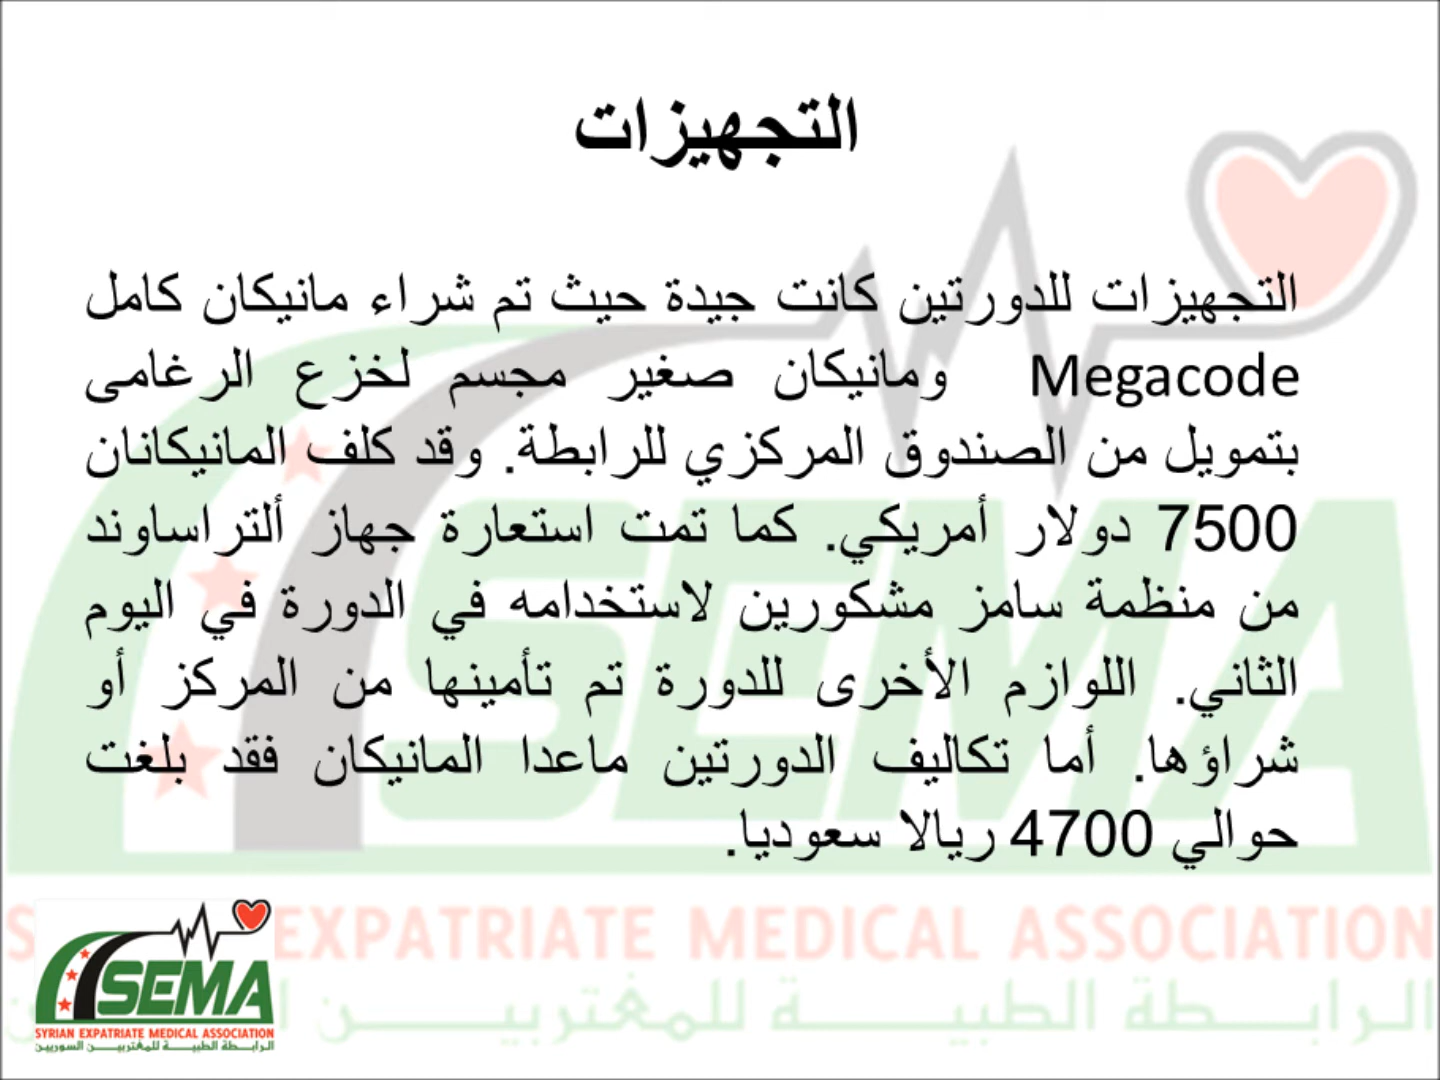 التجهيزات
التجهيزات للدورتين كانت جيدة حيث تم شراء مانيكان كامل
Megacode ومانيكان صغير مجسم لخزع الرغامى
بتمويل من الصندوق المركزي للرابطة. وقد كلف المانيكانان
7500 دولار أمريكي. كما تمت استعارة جهاز ألتراساوند
من منظمة سامز مشكورين لاستخدامه في الدورة في اليوم
الثاني. اللوازم الأخرى للدورة تم تأمينها من المركز أو
شراؤها. أما تكاليف الدورتين ماعدا المانيكان فقد بلغت
حوالي 4700 ريالا سعوديا.
SEMA
S EXPATRIATE MEDICAL ASSOCIATION
الرابطة الطبية للمغتربين
SEMA
SYRIAN EXPATRIATE MEDICAL ASSOCIATION
الرابطة الطبية للمغتربين السوريين